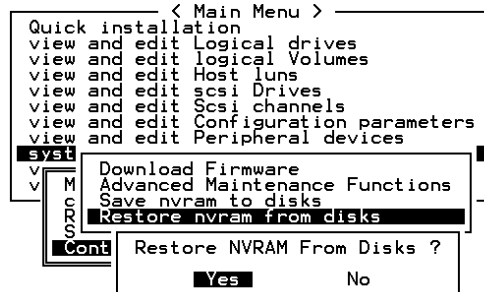 < Main Menu >
Quick installation
view and edit Logical drives
view and edit logical Volumes
view and edit Host luns
view and edit scsi Drives
view and edit Scsi channels
view and edit Configuration parameters
view and edit Peripheral devices
syst
v
v
M
c
R
S
Cont
Download Firmware
Advanced Maintenance Functions
Save nvram to disks
Restore nvram from disks
Restore NVRAM From Disks ?
Yes No